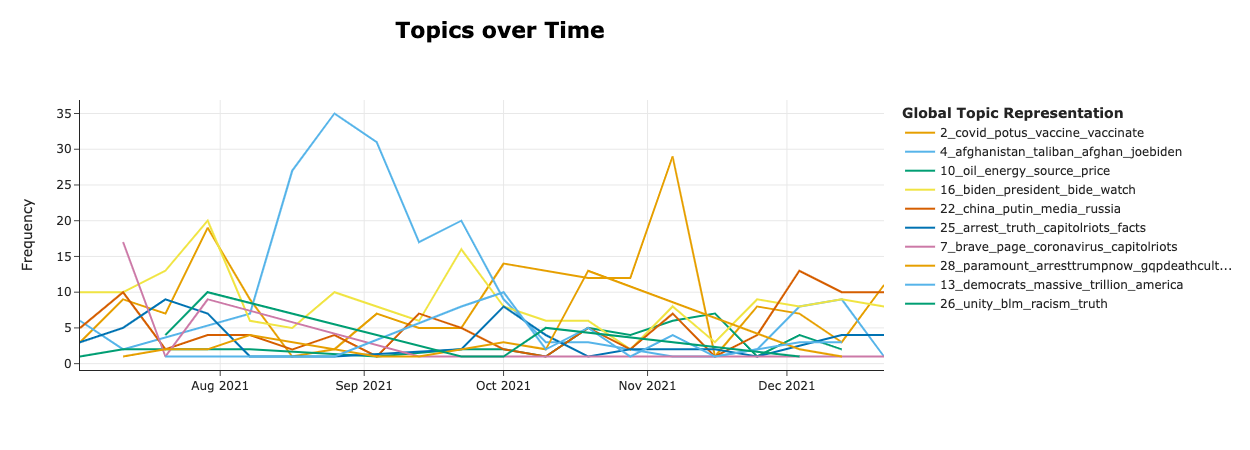 Topics over Time
Frequency
35
30
25
20
15
10
5
0
Aug 2021
Sep 2021
Oct 2021
Nov 2021
Dec 2021
Global Topic Representation
2_covid_potus_vaccine_vaccinate
4_afghanistan_taliban_afghan_joebiden
10_oil_energy_source_price
16_biden_president_bide_watch
22_china_putin_media_russia
25_arrest_truth_capitolriots_facts
7_brave_page_coronavirus_capitolriots
28_paramount_arresttrumpnow_gqpdeathcult...
13_democrats_massive_trillion_america
26_unity_blm_racism_truth